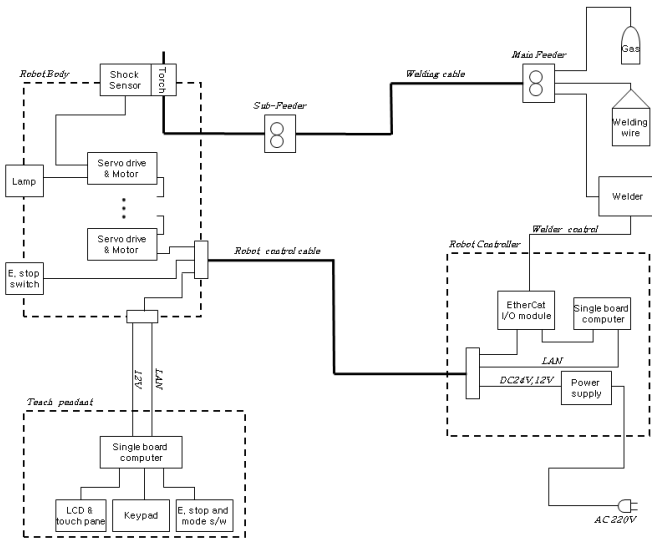 Main Feeder
Gas
Robot Body
Shock
Sensor
Torch
Welding cable
Sub-Feeder
Welding
wire
Servo drive
& Motor
Lamp
Welder
Servo drive
& Motor
Welder control
Robot Controller
Robot control cable
E, stop
switch
EtherCat
I/O module
Single board
computer
LAN
DC24V,12V
Power
supply
12V
LAN
Teach pendant
Single board
computer
LCD &
touch pane
Keypad
E, stop and
mode s/w
AC 220V